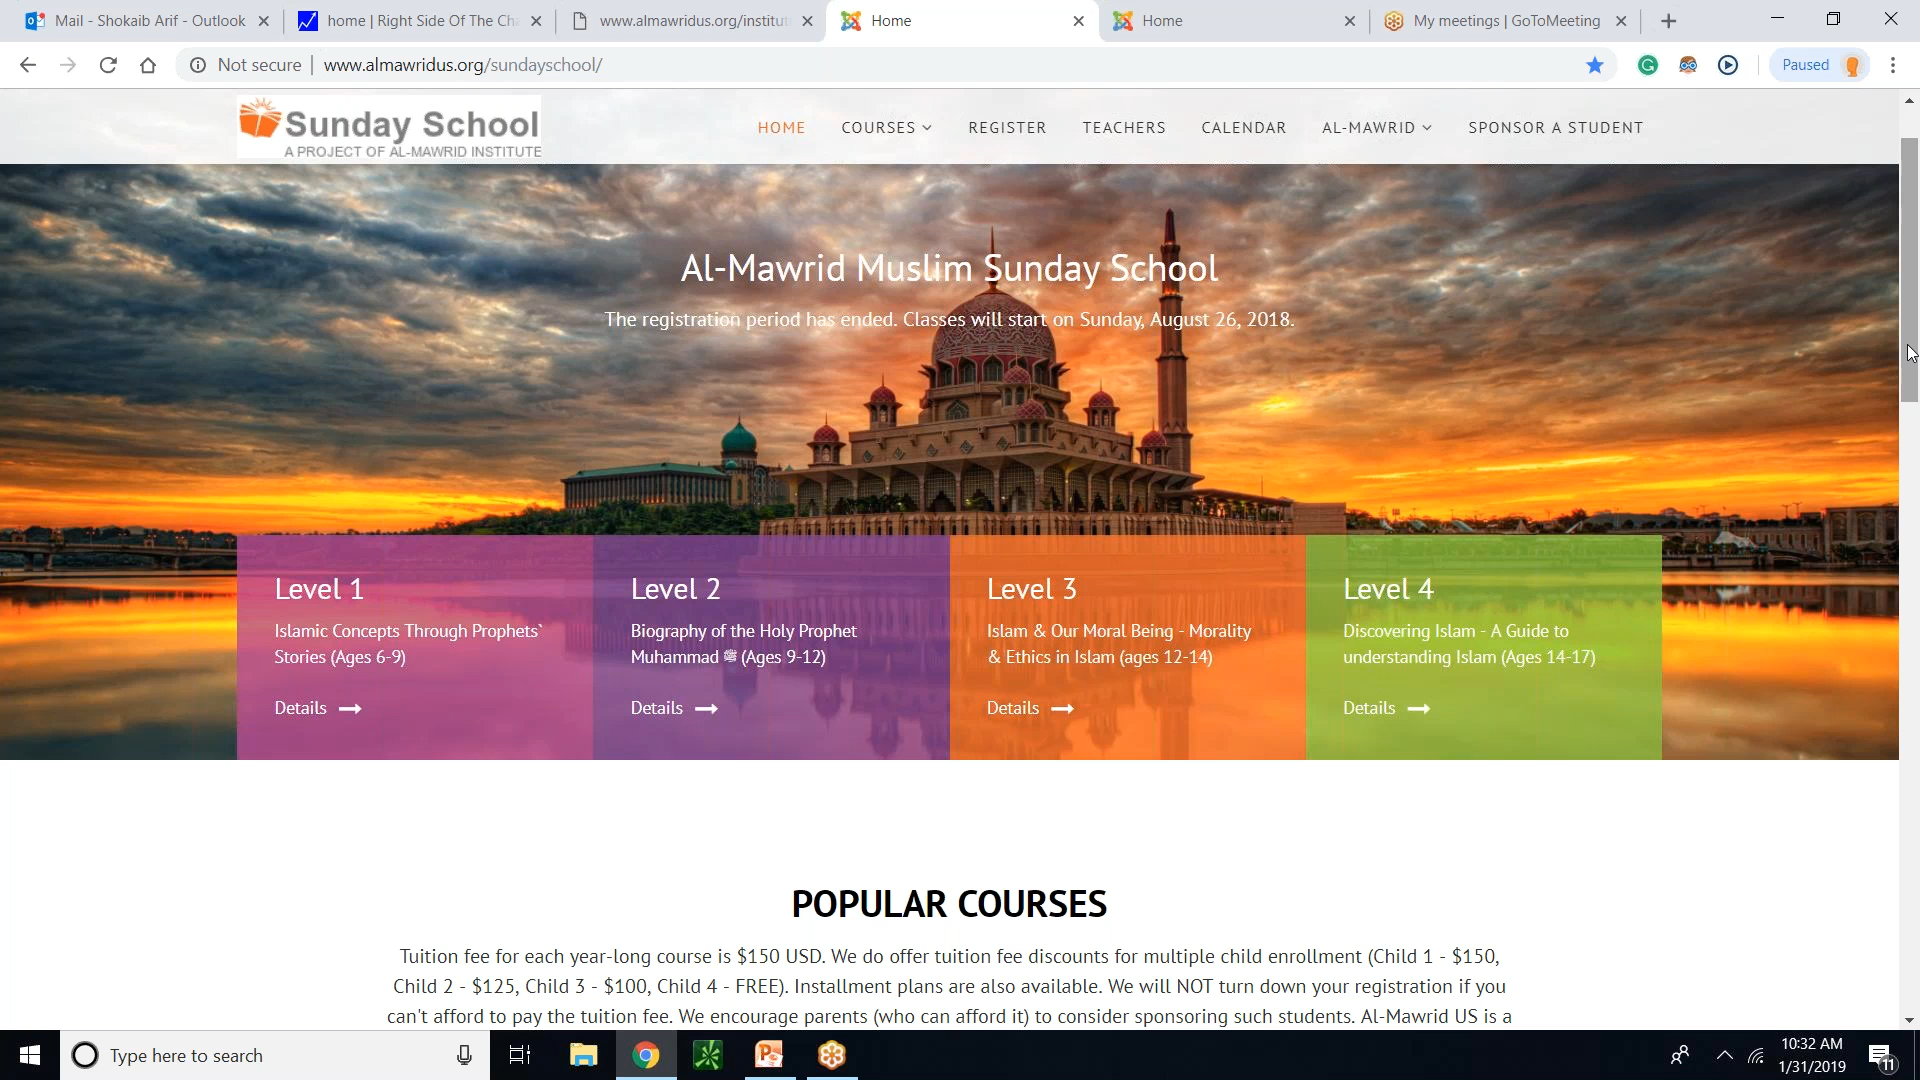 Mail - Shokaib Arif - Outlook
home | Right Side Of The Cha
www.almawridus.org/institut
Home
Home
My meetings | GoToMeeting
Not secure | www.almawridus.org/sundayschool/
Paused
Sunday School
A PROJECT OF AL-MAWRID INSTITUTE
HOME
COURSES
REGISTER
TEACHERS
CALENDAR
AL-MAWRID
SPONSOR A STUDENT
Al-Mawrid Muslim Sunday School
The registration period has ended. Classes will start on Sunday, August 26, 2018.
Level 1
Islamic Concepts Through Prophets`
Stories (Ages 6-9)
Details
Level 2
Biography of the Holy Prophet
Muhammad ﷺ (Ages 9-12)
Details
Level 3
Islam & Our Moral Being - Morality
& Ethics in Islam (ages 12-14)
Details
Level 4
Discovering Islam - A Guide to
understanding Islam (Ages 14-17)
Details
POPULAR COURSES
Tuition fee for each year-long course is $150 USD. We do offer tuition fee discounts for multiple child enrollment (Child 1 - $150,
Child 2 - $125, Child 3 - $100, Child 4 - FREE). Installment plans are also available. We will NOT turn down your registration if you
can't afford to pay the tuition fee. We encourage parents (who can afford it) to consider sponsoring such students. Al-Mawrid US is a
Type here to search
10:32 AM
1/31/2019
11